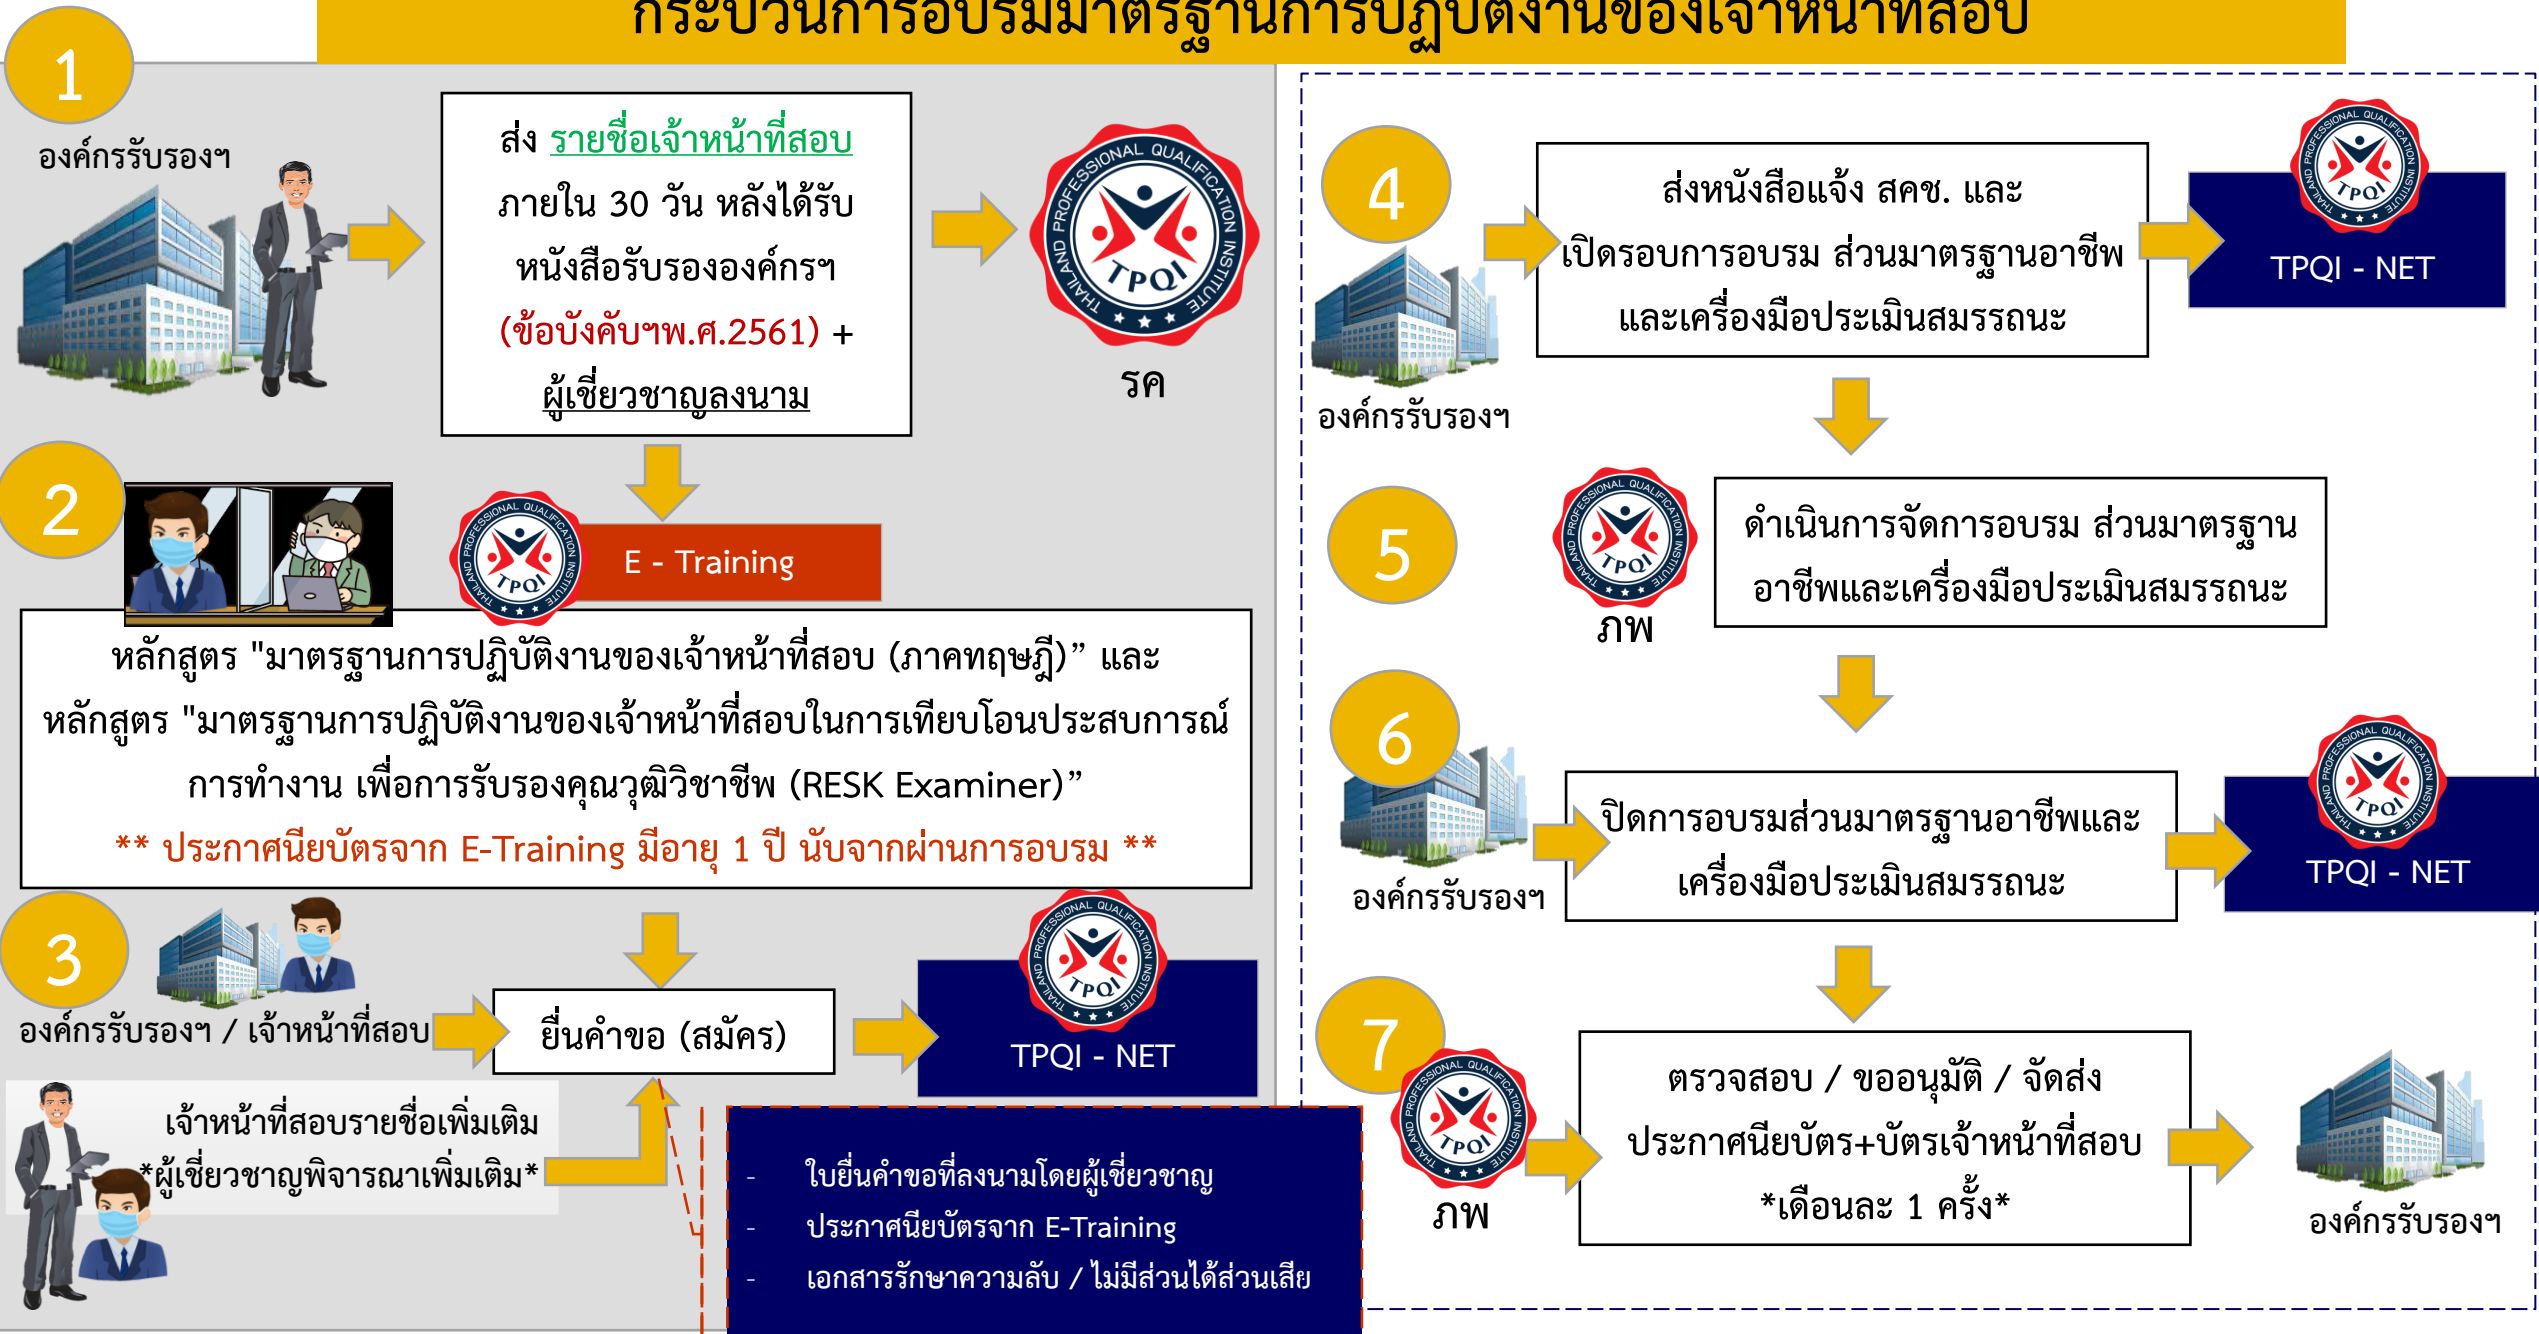 กระบวนการอบรมมาตรฐานการปฏิบัติงานของเจ้าหน้าที่สอบ
1
องค์กรรับรองฯ
ส่ง รายชื่อเจ้าหน้าที่สอบ
ภายใน 30 วัน หลังได้รับ
หนังสือรับรององค์กรฯ
(ข้อบังคับฯพ.ศ.2561) +
ผู้เชี่ยวชาญลงนาม
THAILAND PROFESSIONAL QUALIFICATION INSTITUTE
TPQI
รค
2
THAILAND PROFESSIONAL QUALIFICATION INSTITUTE
TPQI
E - Training
หลักสูตร "มาตรฐานการปฏิบัติงานของเจ้าหน้าที่สอบ (ภาคทฤษฎี)” และ
หลักสูตร "มาตรฐานการปฏิบัติงานของเจ้าหน้าที่สอบในการเทียบโอนประสบการณ์
การทำงาน เพื่อการรับรองคุณวุฒิวิชาชีพ (RESK Examiner)”
** ประกาศนียบัตรจาก E-Training มีอายุ 1 ปี นับจากผ่านการอบรม **
3
องค์กรรับรองฯ / เจ้าหน้าที่สอบ
ยื่นคำขอ (สมัคร)
THAILAND PROFESSIONAL QUALIFICATION INSTITUTE
TPQI
TPQI - NET
เจ้าหน้าที่สอบรายชื่อเพิ่มเติม
*ผู้เชี่ยวชาญพิจารณาเพิ่มเติม*
- ใบยื่นคำขอที่ลงนามโดยผู้เชี่ยวชาญ
- ประกาศนียบัตรจาก E-Training
- เอกสารรักษาความลับ / ไม่มีส่วนได้ส่วนเสีย
4
องค์กรรับรองฯ
ส่งหนังสือแจ้ง สคช. และ
เปิดรอบการอบรม ส่วนมาตรฐานอาชีพ
และเครื่องมือประเมินสมรรถนะ
THAILAND PROFESSIONAL QUALIFICATION INSTITUTE
TPQI
TPQI - NET
5
THAILAND PROFESSIONAL QUALIFICATION INSTITUTE
TPQI
ภพ
ดำเนินการจัดการอบรม ส่วนมาตรฐาน
อาชีพและเครื่องมือประเมินสมรรถนะ
6
องค์กรรับรองฯ
ปิดการอบรมส่วนมาตรฐานอาชีพและ
เครื่องมือประเมินสมรรถนะ
THAILAND PROFESSIONAL QUALIFICATION INSTITUTE
TPQI
TPQI - NET
7
THAILAND PROFESSIONAL QUALIFICATION INSTITUTE
TPQI
ภพ
ตรวจสอบ / ขออนุมัติ / จัดส่ง
ประกาศนียบัตร+บัตรเจ้าหน้าที่สอบ
*เดือนละ 1 ครั้ง*
องค์กรรับรองฯ